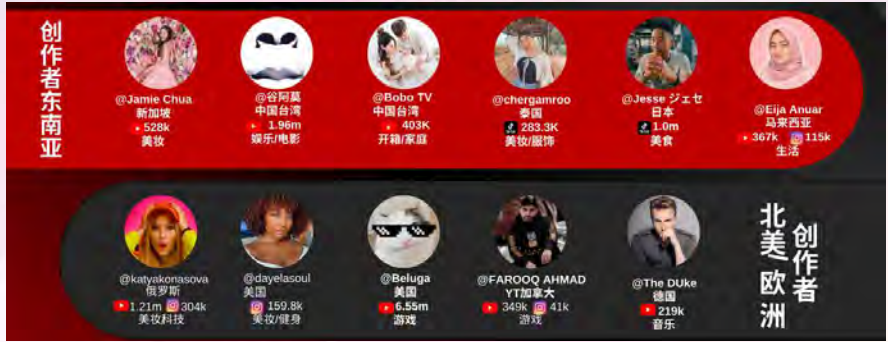 创作者东南亚
@Jamie Chua
新加坡
528k
美妆
@谷阿莫
中国台湾
1.96m
娱乐/电影
@Bobo TV
中国台湾
403K
开箱/家庭
@chergamroo
泰国
283.3K
美妆/服饰
@Jesse ジェセ
日本
1.0m
美食
@Eija Anuar
马来西亚
367k 115k
生活
@katyakonasova
俄罗斯
1.21m 304k
美妆科技
@dayelasoul
美国
159.8k
美妆/健身
@Beluga
美国
6.55m
游戏
@FAROOQ AHMAD
YT加拿大
349k 41k
游戏
@The DUke
德国
219k
音乐
北美、欧洲
创作者